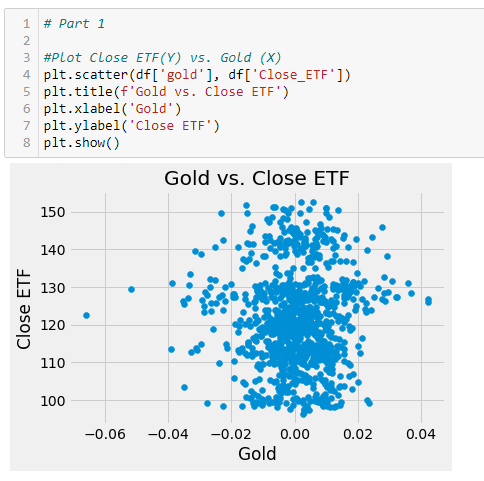 1 # Part 1
2
3 #Plot Close ETF(Y) vs. Gold (X)
4 plt.scatter(df['gold'], df['Close_ETF'])
5 plt.title(f'Gold vs. Close ETF')
6 plt.xlabel('Gold')
7 plt.ylabel('Close ETF')
8 plt.show()
Gold vs. Close ETF
150
140
130
120
110
100
Close ETF
−0.06 −0.04 −0.02 0.00 0.02 0.04
Gold